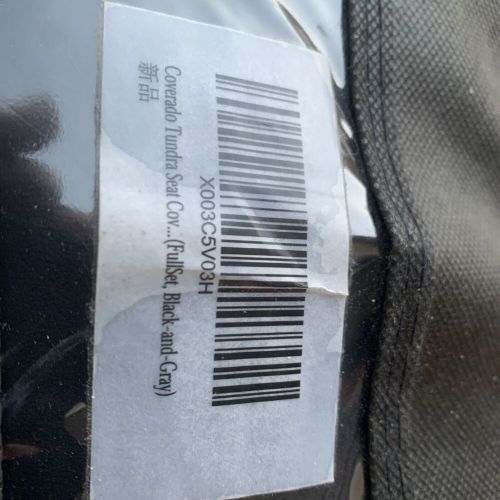 X003C5V03H
Coverado Tundra Seat Cov...(FullSet, Black-and-Gray)
新品